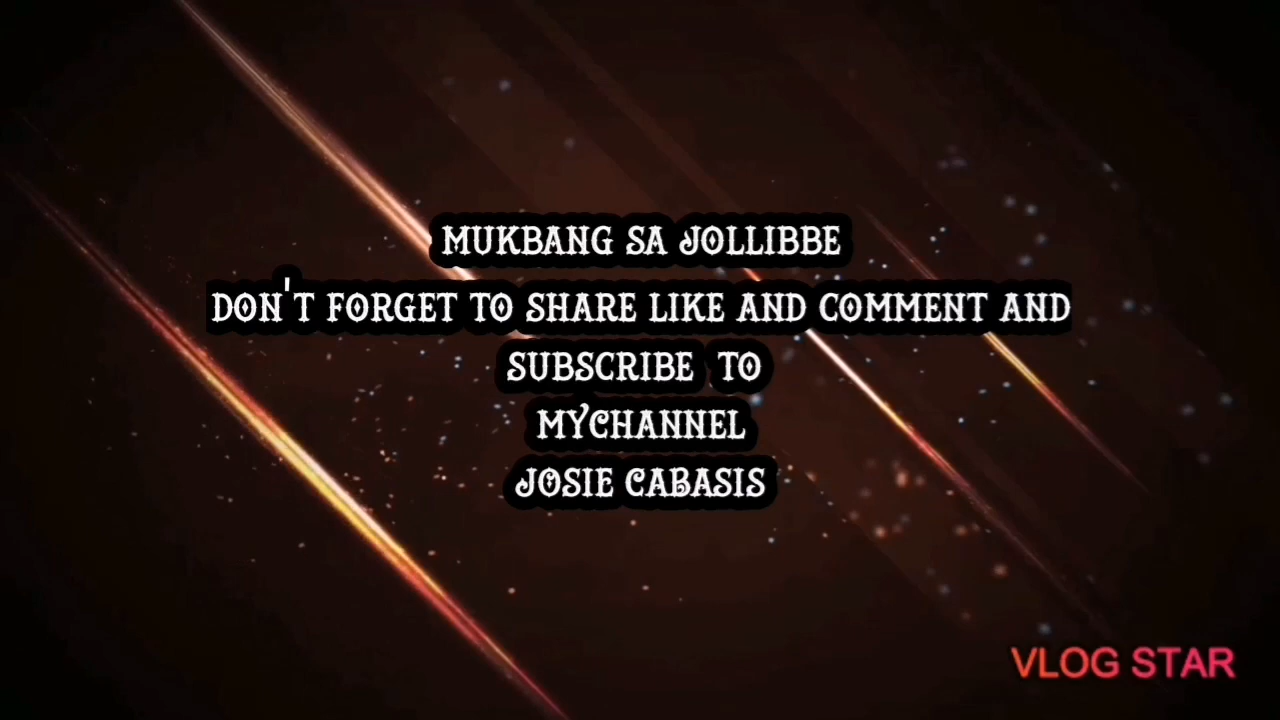 MUKBANG SA JOLLIBBE
DON'T FORGET TO SHARE LIKE AND COMMENT AND
SUBSCRIBE TO
MYCHANNEL
JOSIE CABASIS
VLOG STAR